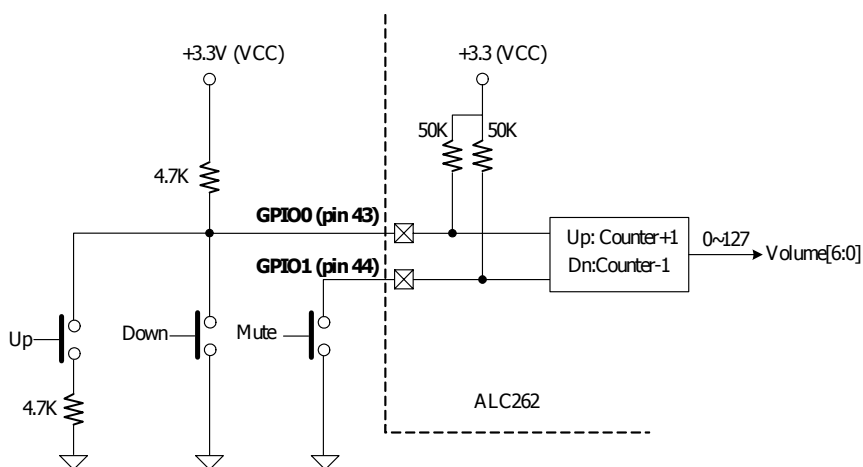 +3.3V (VCC)
+3.3 (VCC)
50K
50K
4.7K
GPIO0 (pin 43)
Up: Counter+1
Dn:Counter-1
0~127
Volume[6:0]
GPIO1 (pin 44)
Up
Down
Mute
4.7K
ALC262